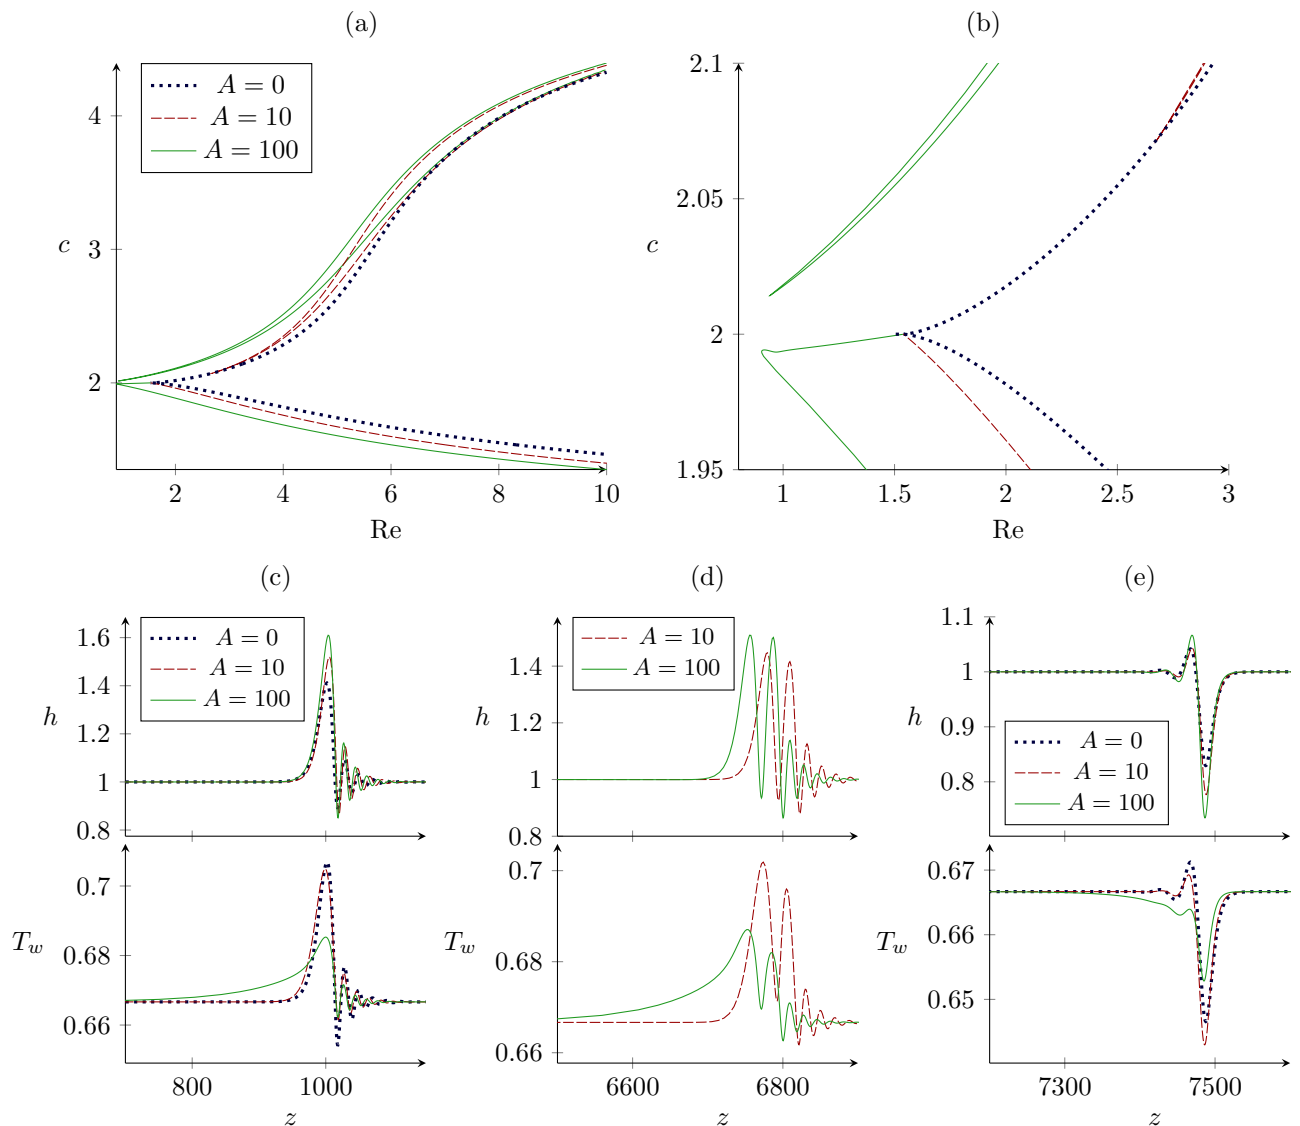 (a)
A = 0
A = 10
A = 100
4
3
2
c
2 4 6 8 10
Re
(b)
2.1
2.05
2
1.95
c
1 1.5 2 2.5 3
Re
(c)
A = 0
A = 10
A = 100
1.6
1.4
1.2
1
0.8
h
0.7
0.68
0.66
T_w
800 1000
z
(d)
A = 10
A = 100
1.4
1.2
1
0.8
h
0.7
0.68
0.66
T_w
6600 6800
z
(e)
1.1
1
0.9
0.8
h
A = 0
A = 10
A = 100
0.67
0.66
0.65
T_w
7300 7500
z